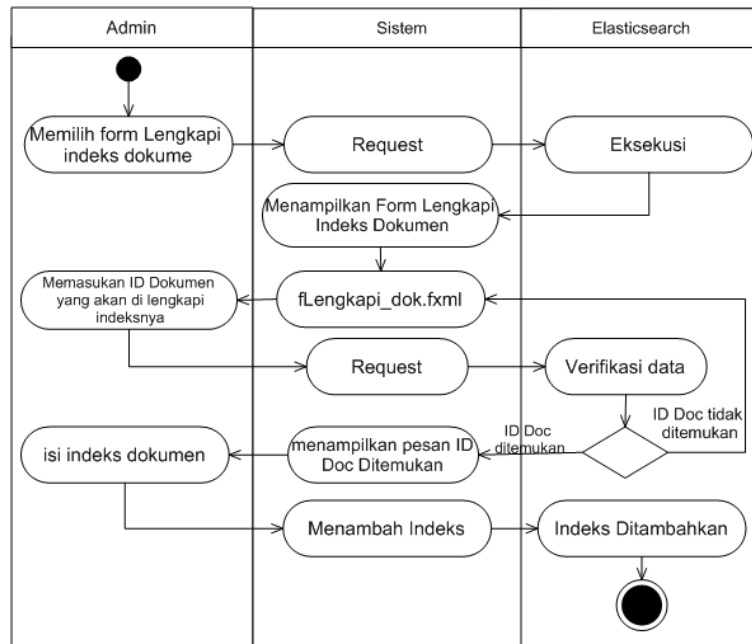 Admin
Sistem
Elasticsearch
Memilih form Lengkapi
indeks dokume
Request
Eksekusi
Menampilkan Form Lengkapi
Indeks Dokumen
Memasukan ID Dokumen
yang akan di lengkapi
indeksnya
fLengkapi_dok.fxml
Request
Verifikasi data
ID Doc tidak
ditemukan
ID Doc
ditemukan
menampilkan pesan ID
Doc Ditemukan
isi indeks dokumen
Menambah Indeks
Indeks Ditambahkan